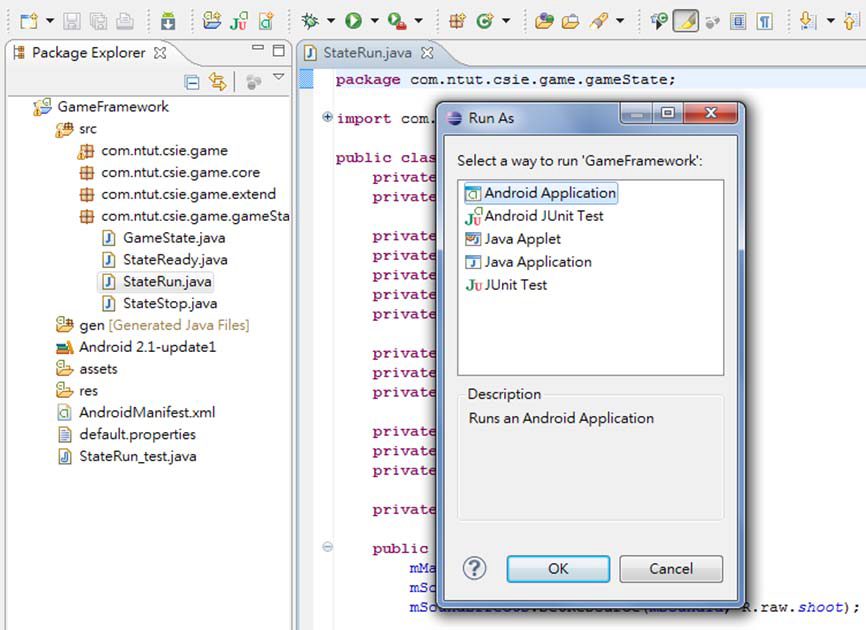 Package Explorer
GameFramework
src
com.ntut.csie.game
com.ntut.csie.game.core
com.ntut.csie.game.extend
com.ntut.csie.game.gameSta
GameState.java
StateReady.java
StateRun.java
StateStop.java
gen [Generated Java Files]
Android 2.1-update1
assets
res
AndroidManifest.xml
default.properties
StateRun_test.java
StateRun.java
package com.ntut.csie.game.gameState;
import com.
public clas
private
private
private
private
private
private
private
private
private
private
private
private
private
private
public
mMa
mSo
R.raw.shoot);
Run As
Select a way to run 'GameFramework':
Android Application
Ju Android JUnit Test
Java Applet
Java Application
Ju JUnit Test
Description
Runs an Android Application
OK
Cancel